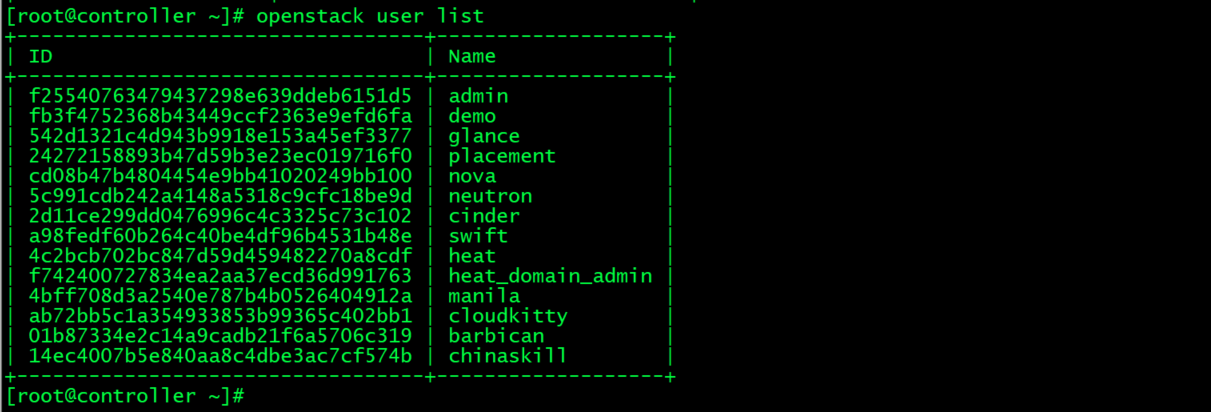 [root@controller ~]# openstack user list
+----------------------------------+-------------------+
| ID                               | Name              |
+----------------------------------+-------------------+
| f25540763479437298e639ddeb6151d5 | admin             |
| fb3f4752368b43449ccf2363e9efd6fa | demo              |
| 542d1321c4d943b9918e153a45ef3377 | glance            |
| 24272158893b47d59b3e23ec019716f0 | placement         |
| cd08b47b4804454e9bb41020249bb100 | nova              |
| 5c991cdb242a4148a5318c9cfc18be9d | neutron           |
| 2d11ce299dd0476996c4c3325c73c102 | cinder            |
| a98fedf60b264c40be4df96b4531b48e | swift             |
| 4c2bcb702bc847d59d459482270a8cdf | heat              |
| f742400727834ea2aa37ecd36d991763 | heat_domain_admin |
| 4bff708d3a2540e787b4b0526404912a | manila            |
| ab72bb5c1a354933853b99365c402bb1 | cloudkitty        |
| 01b87334e2c14a9cadb21f6a5706c319 | barbican          |
| 14ec4007b5e840aa8c4dbe3ac7cf574b | chinaskill        |
+----------------------------------+-------------------+
[root@controller ~]#